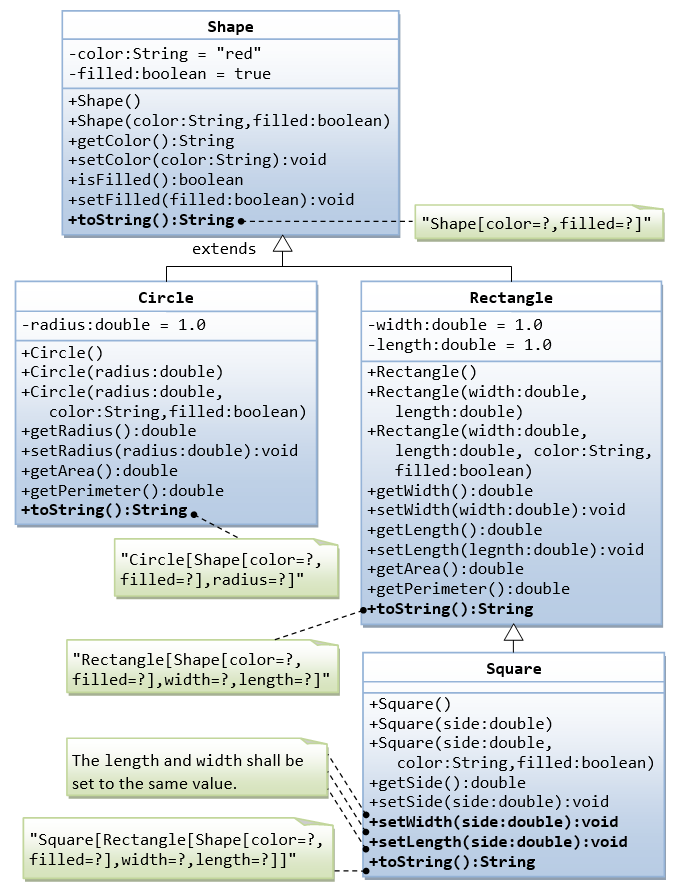 Shape
-color:String = "red"
-filled:boolean = true
+Shape()
+Shape(color:String,filled:boolean)
+getColor():String
+setColor(color:String):void
+isFilled():boolean
+setFilled(filled:boolean):void
+toString():String
"Shape[color=?,filled=?]"
extends
Circle
-radius:double = 1.0
+Circle()
+Circle(radius:double)
+Circle(radius:double,
color:String,filled:boolean)
+getRadius():double
+setRadius(radius:double):void
+getArea():double
+getPerimeter():double
+toString():String
"Circle[Shape[color=?,
filled=?],radius=?]"
Rectangle
-width:double = 1.0
-length:double = 1.0
+Rectangle()
+Rectangle(width:double,
length:double)
+Rectangle(width:double,
length:double, color:String,
filled:boolean)
+getWidth():double
+setWidth(width:double):void
+getLength():double
+setLength(legnth:double):void
+getArea():double
+getPerimeter():double
+toString():String
"Rectangle[Shape[color=?,
filled=?],width=?,length=?]"
Square
+Square()
+Square(side:double)
+Square(side:double,
color:String,filled:boolean)
+getSide():double
+setSide(side:double):void
+setWidth(side:double):void
+setLength(side:double):void
+toString():String
The length and width shall be
set to the same value.
"Square[Rectangle[Shape[color=?,
filled=?],width=?,length=?]]"